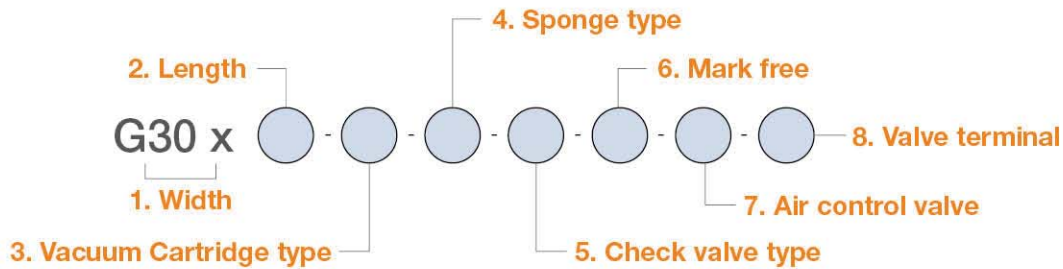 4. Sponge type
2. Length
6. Mark free
G30 x - - - - - -
8. Valve terminal
1. Width
7. Air control valve
3. Vacuum Cartridge type
5. Check valve type